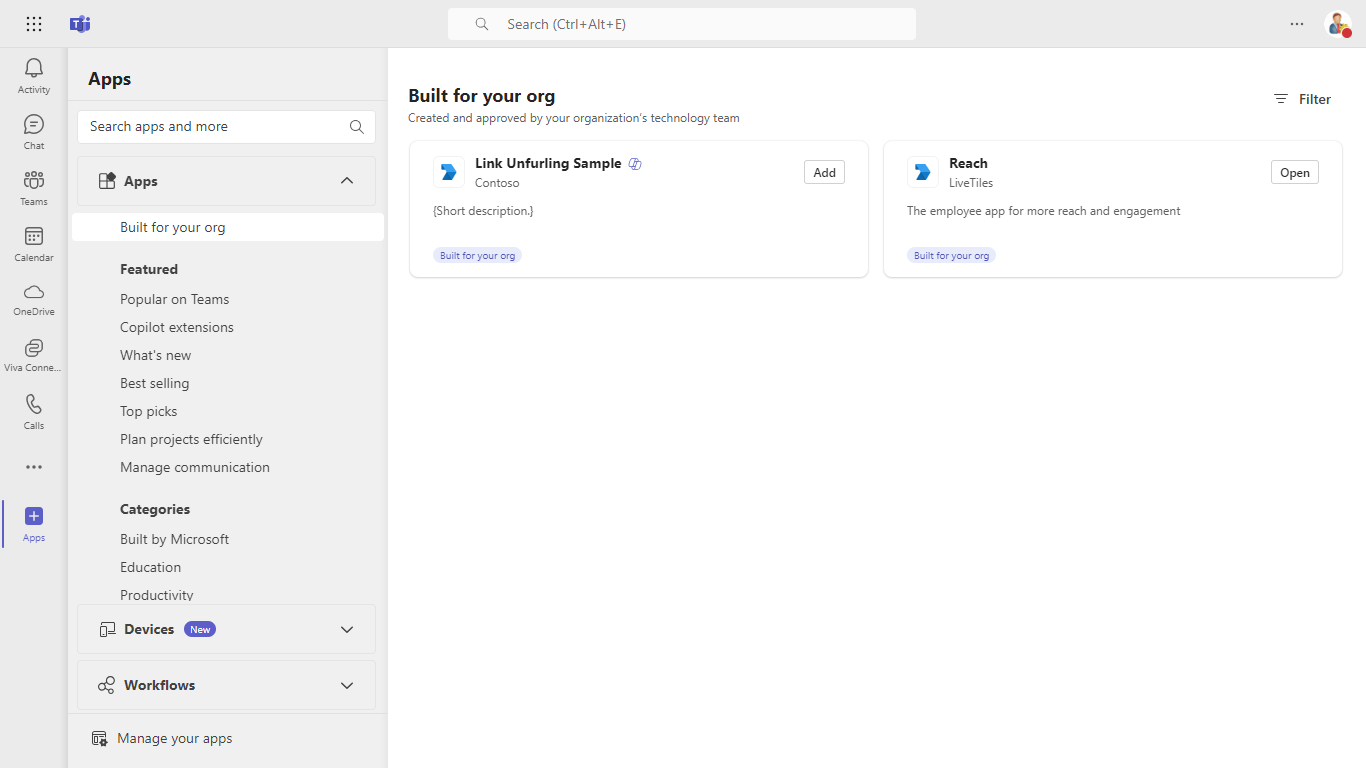 Search (Ctrl+Alt+E)
Activity
Chat
Teams
Calendar
OneDrive
Viva Conne...
Calls
Apps
Apps
Search apps and more
Apps
Built for your org
Featured
Popular on Teams
Copilot extensions
What's new
Best selling
Top picks
Plan projects efficiently
Manage communication
Categories
Built by Microsoft
Education
Productivity
Devices New
Workflows
Manage your apps
Built for your org
Created and approved by your organization's technology team
Filter
Link Unfurling Sample
Contoso
Add
{Short description.}
Built for your org
Reach
LiveTiles
Open
The employee app for more reach and engagement
Built for your org